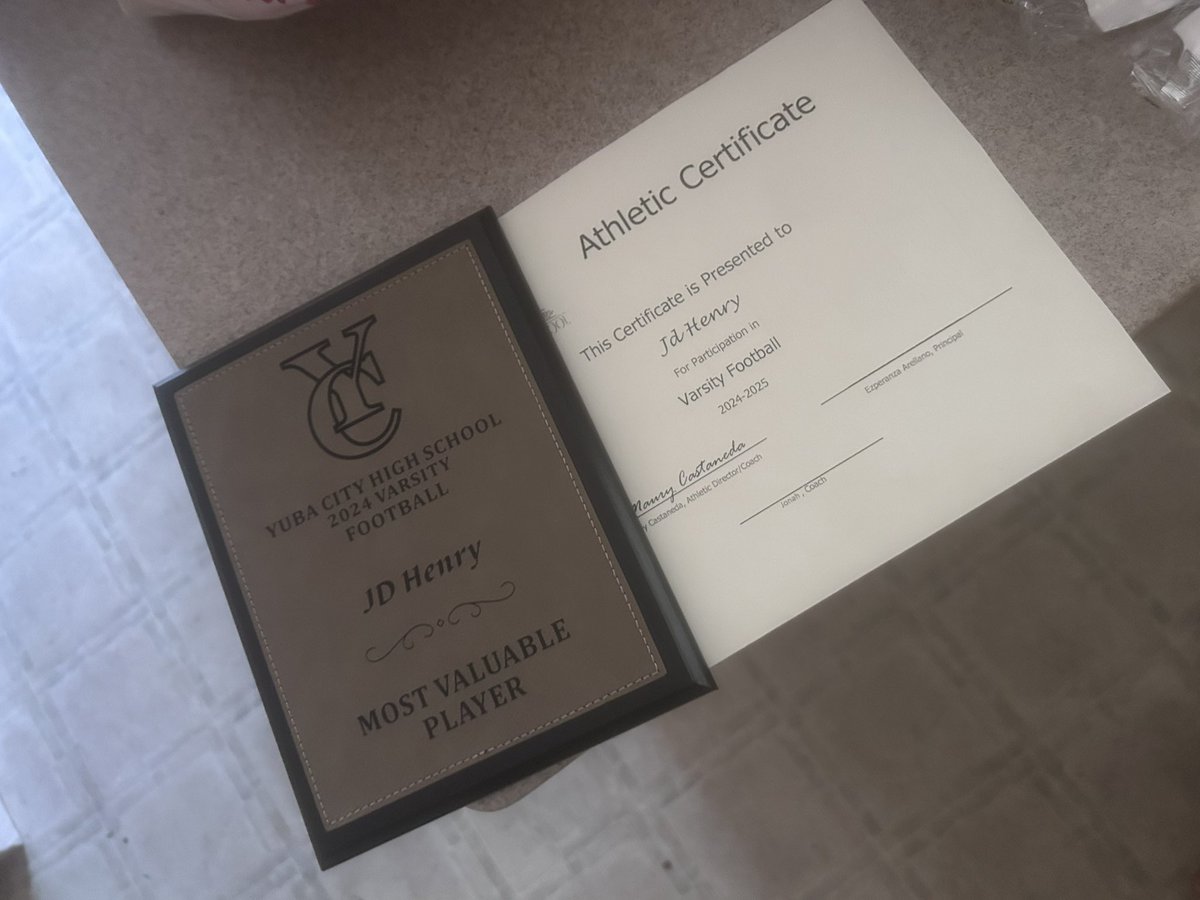 YC
YUBA CITY HIGH SCHOOL
2024 VARSITY
FOOTBALL
JD Henry
MOST VALUABLE
PLAYER
Athletic Certificate
This Certificate is Presented to
Jd Henry
For Participation in
Varsity Football
2024-2025
Maury Castaneda
Castaneda, Athletic Director/Coach
Ezperanza Arellano, Principal
Jonah , Coach